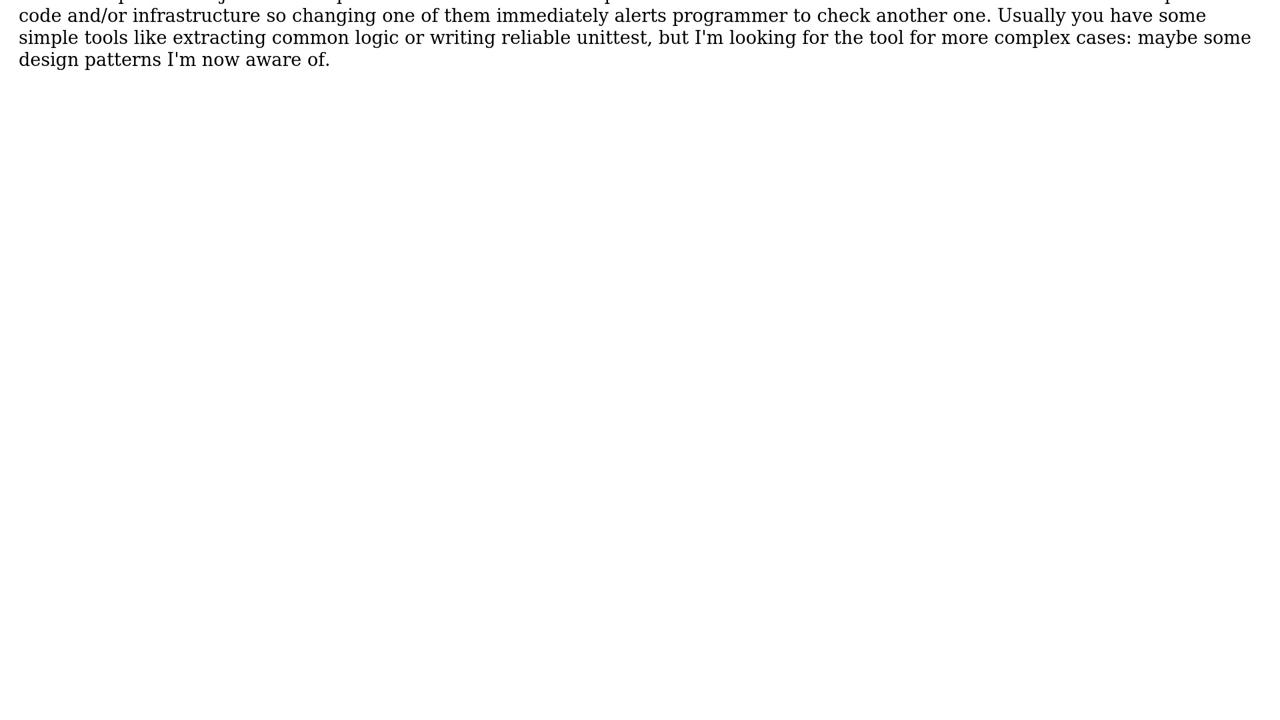 code and/or infrastructure so changing one of them immediately alerts programmer to check another one. Usually you have some
simple tools like extracting common logic or writing reliable unittest, but I'm looking for the tool for more complex cases: maybe some
design patterns I'm now aware of.